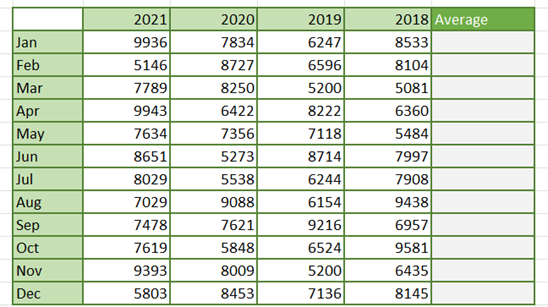 2021 2020 2019 2018 Average
Jan 9936 7834 6247 8533
Feb 5146 8727 6596 8104
Mar 7789 8250 5200 5081
Apr 9943 6422 8222 6360
May 7634 7356 7118 5484
Jun 8651 5273 8714 7997
Jul 8029 5538 6244 7908
Aug 7029 9088 6154 9438
Sep 7478 7621 9216 6957
Oct 7619 5848 6524 9581
Nov 9393 8009 5200 6435
Dec 5803 8453 7136 8145